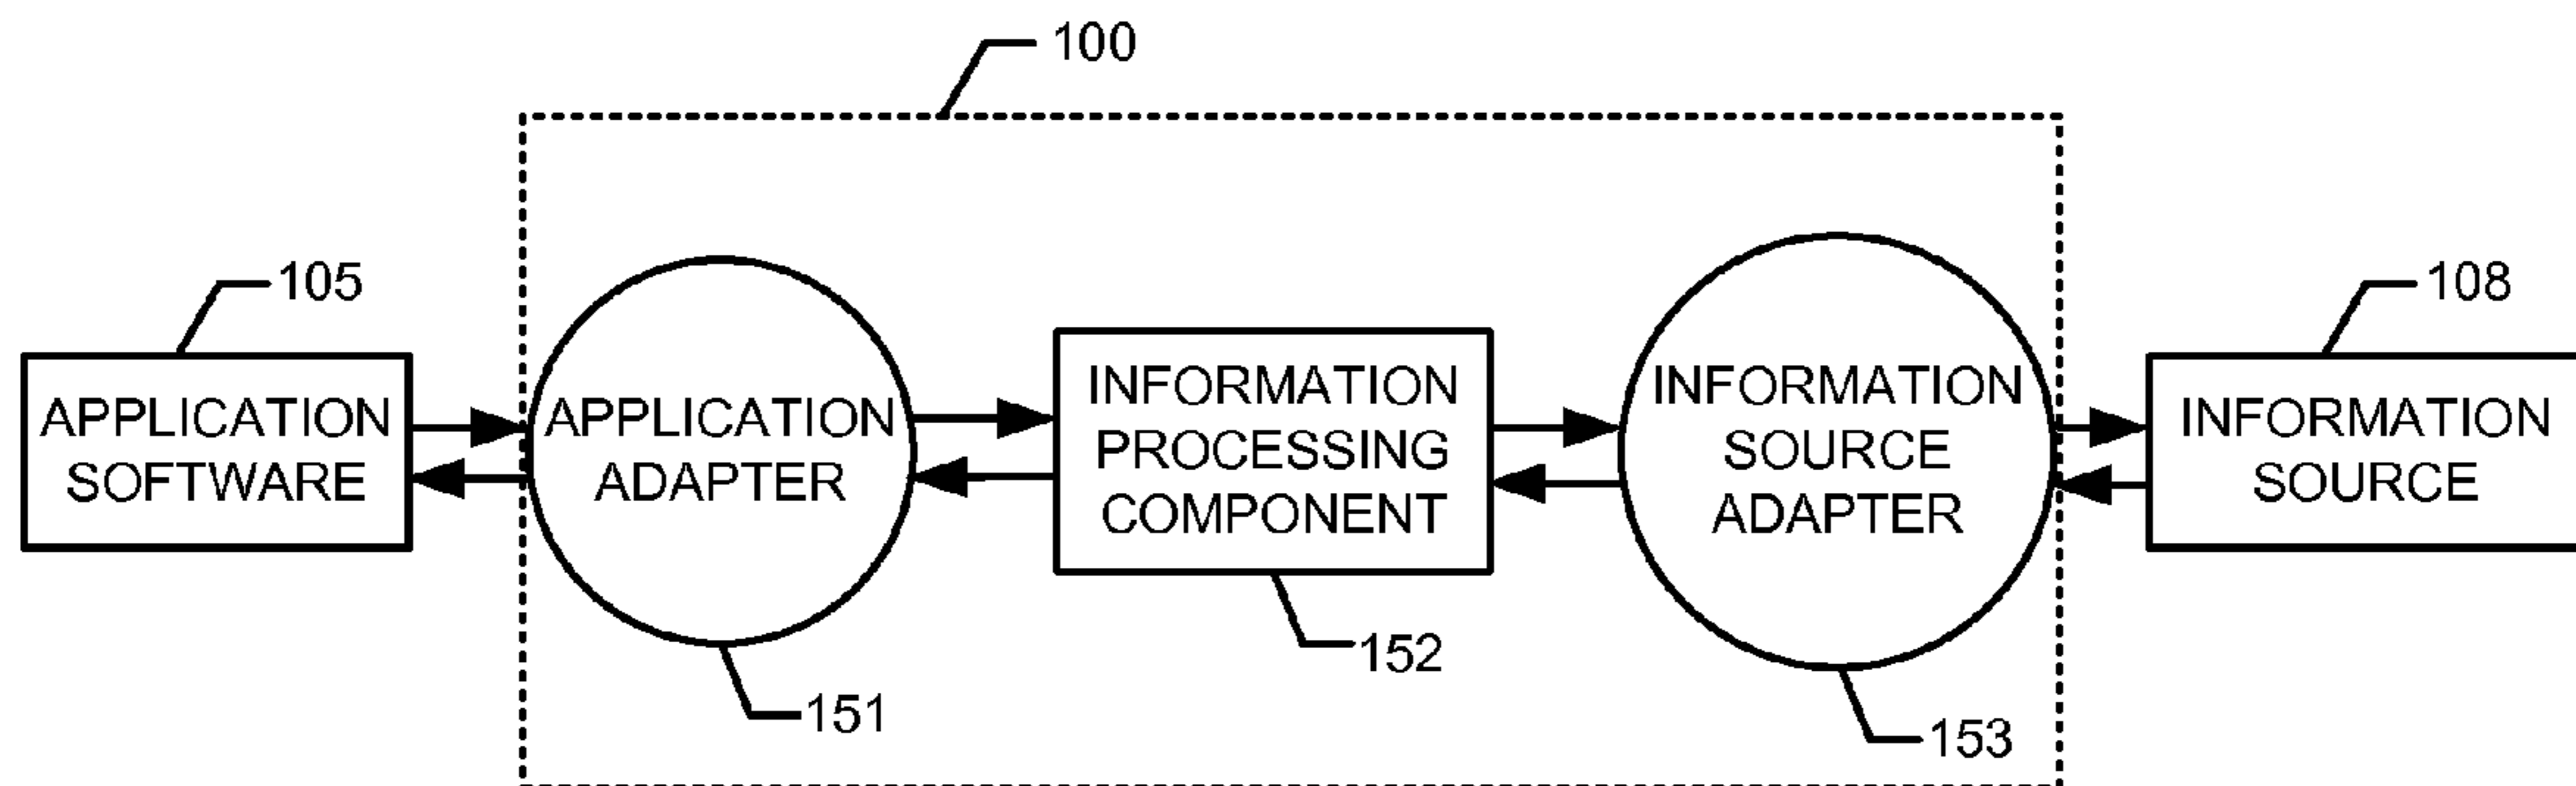 100
105
108
APPLICATION
SOFTWARE
APPLICATION
ADAPTER
INFORMATION
PROCESSING
COMPONENT
INFORMATION
SOURCE
ADAPTER
INFORMATION
SOURCE
151
152
153